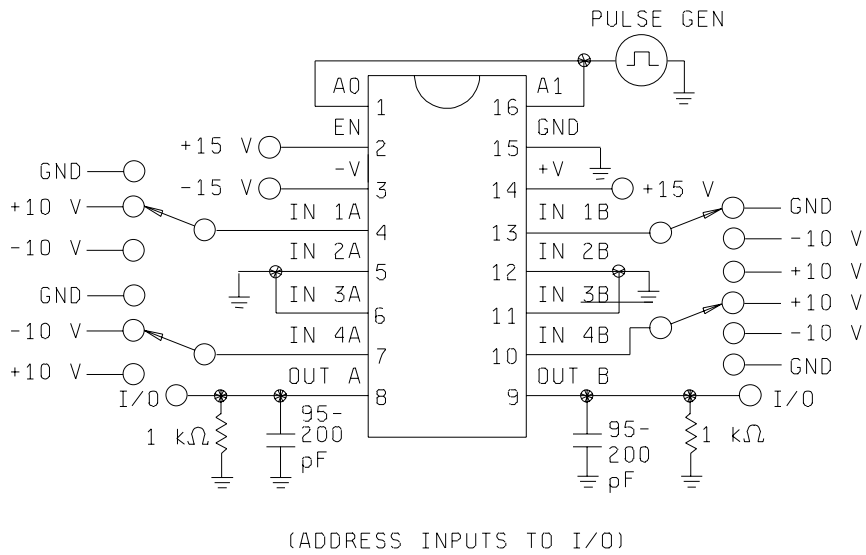 PULSE GEN
A0
A1
1
16
EN
GND
+15 V
2
15
-V
+V
GND
-15 V
3
14
+15 V
+10 V
IN 1A
IN 1B
GND
4
13
-10 V
IN 2A
IN 2B
-10 V
5
12
+10 V
GND
IN 3A
IN 3B
+10 V
6
11
-10 V
IN 4A
IN 4B
-10 V
7
10
GND
+10 V
OUT A
OUT B
I/O
8
9
I/O
1 kΩ
95-
200
pF
95-
200
pF
1 kΩ
(ADDRESS INPUTS TO I/O)